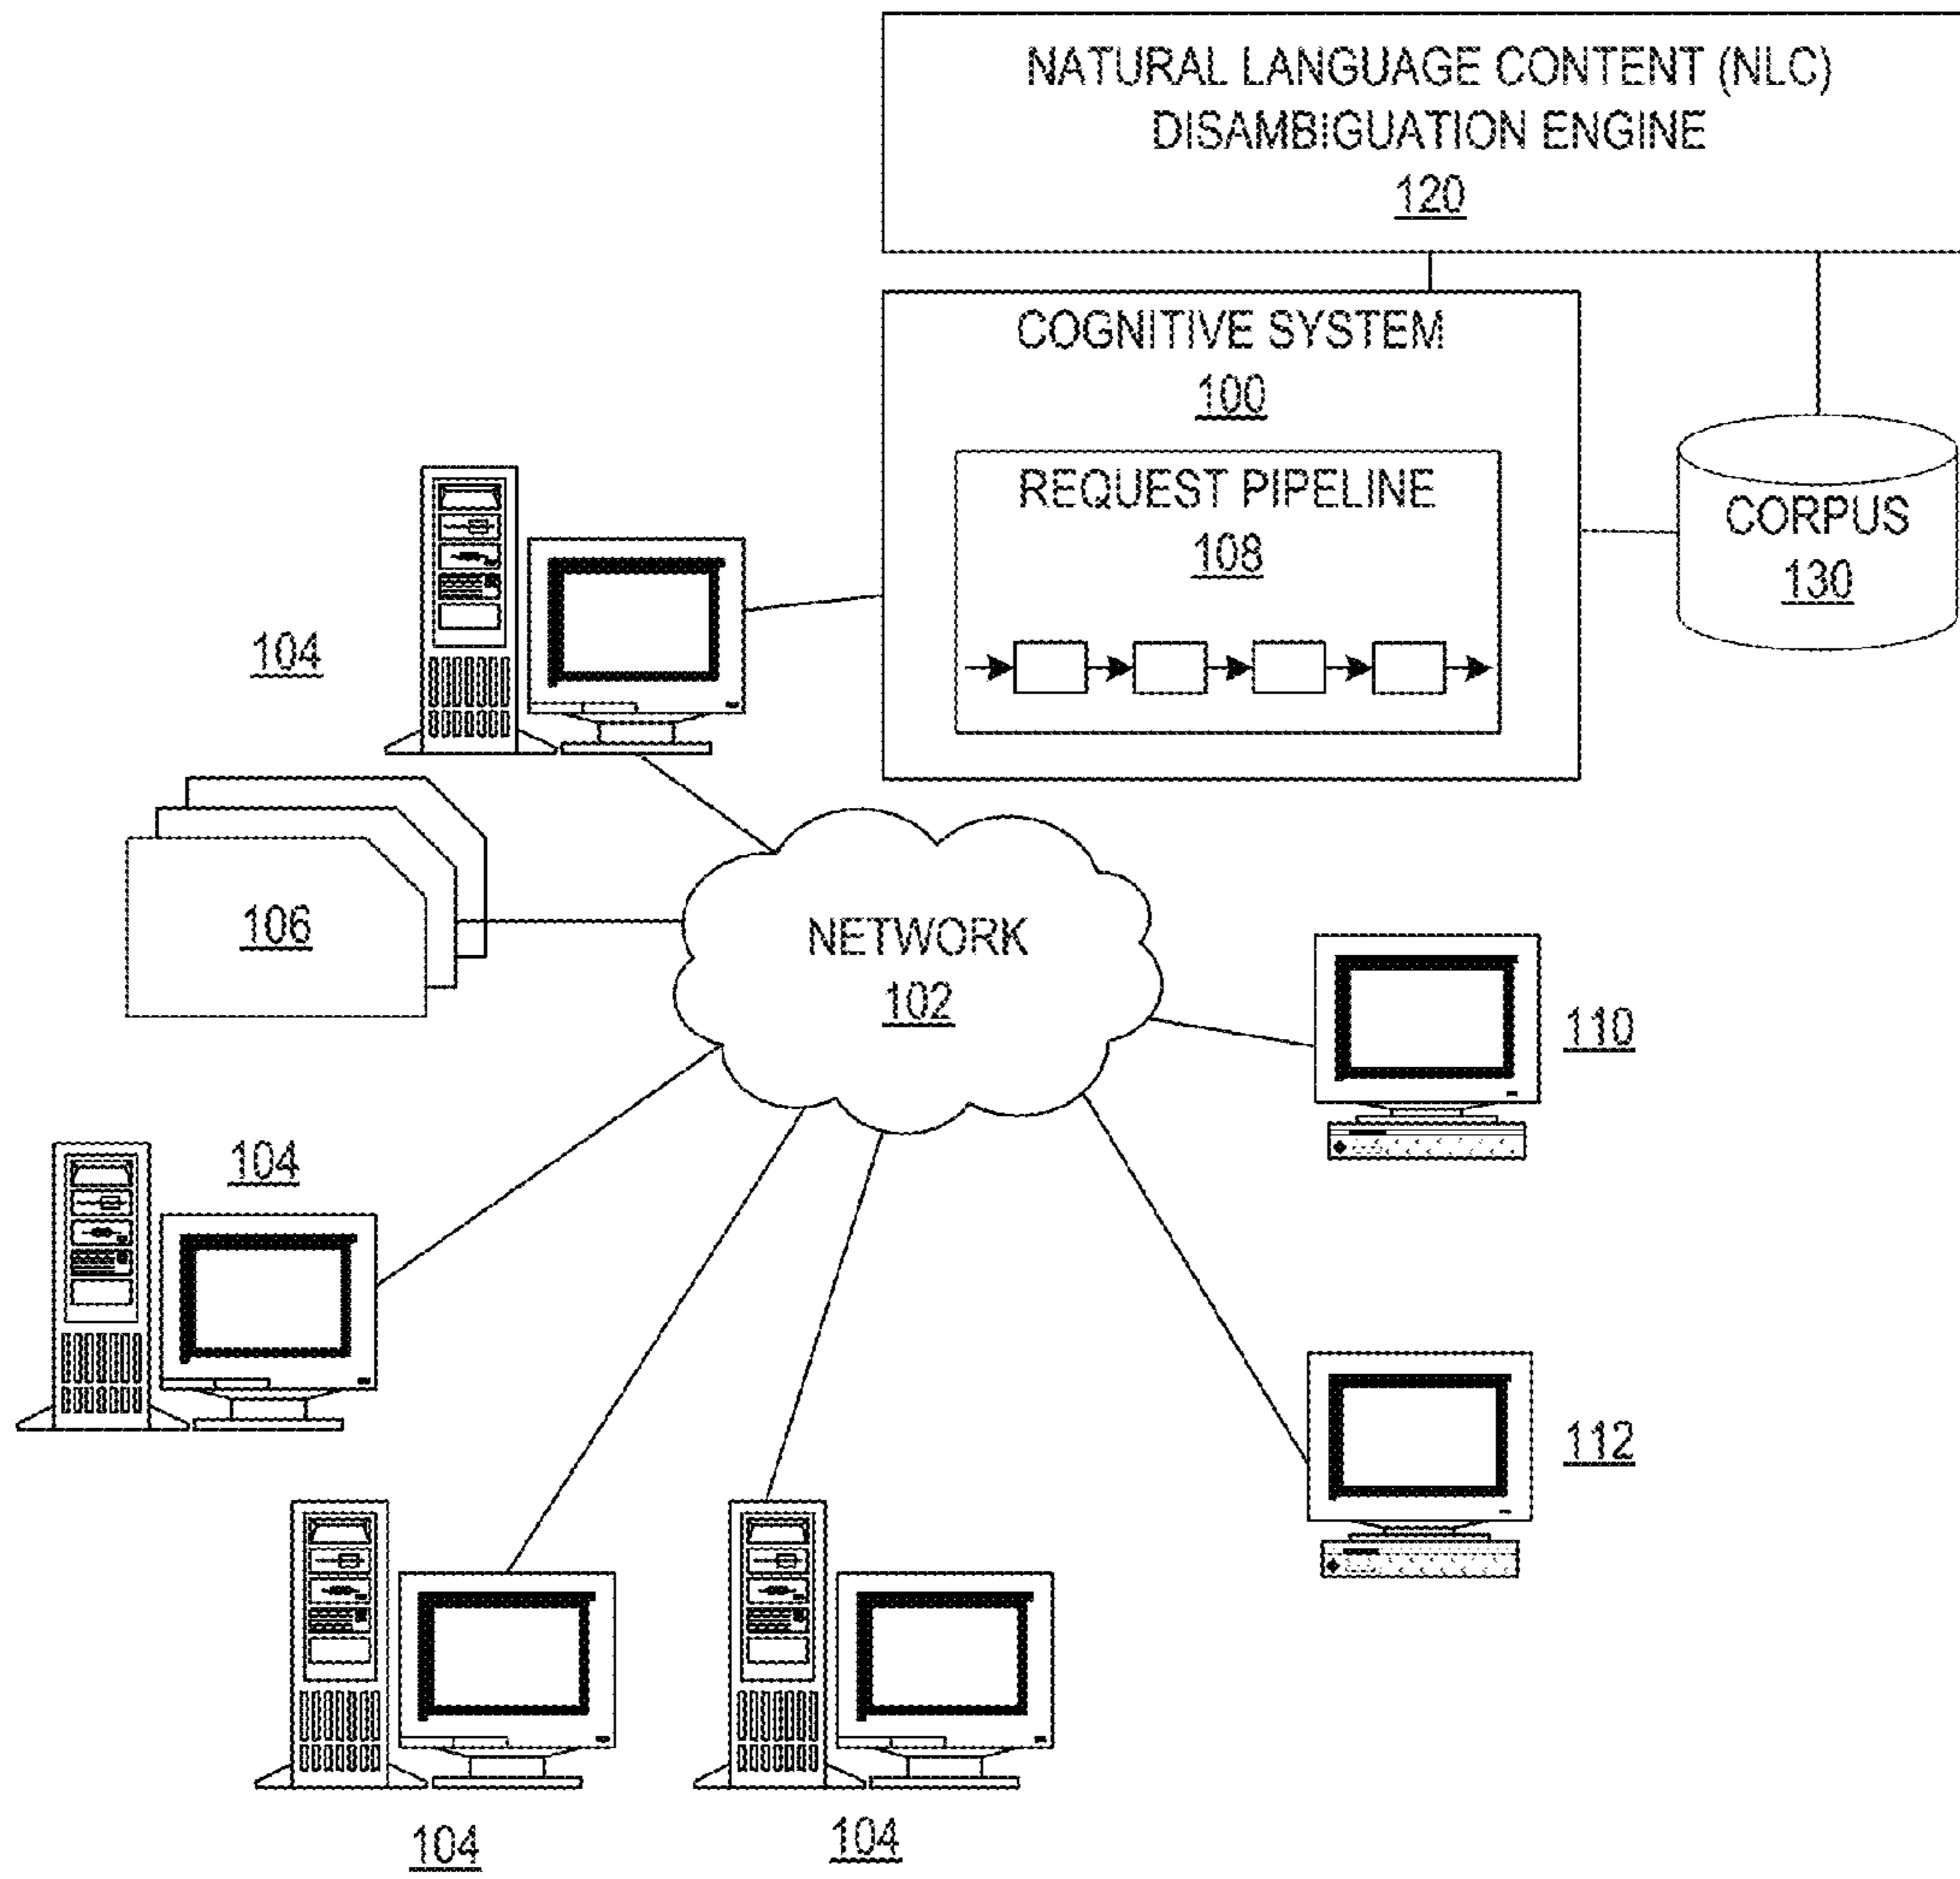 NATURAL LANGUAGE CONTENT (NLC)
DISAMBIGUATION ENGINE
120
COGNITIVE SYSTEM
100
REQUEST PIPELINE
108
CORPUS
130
104
106
NETWORK
102
110
104
112
104
104